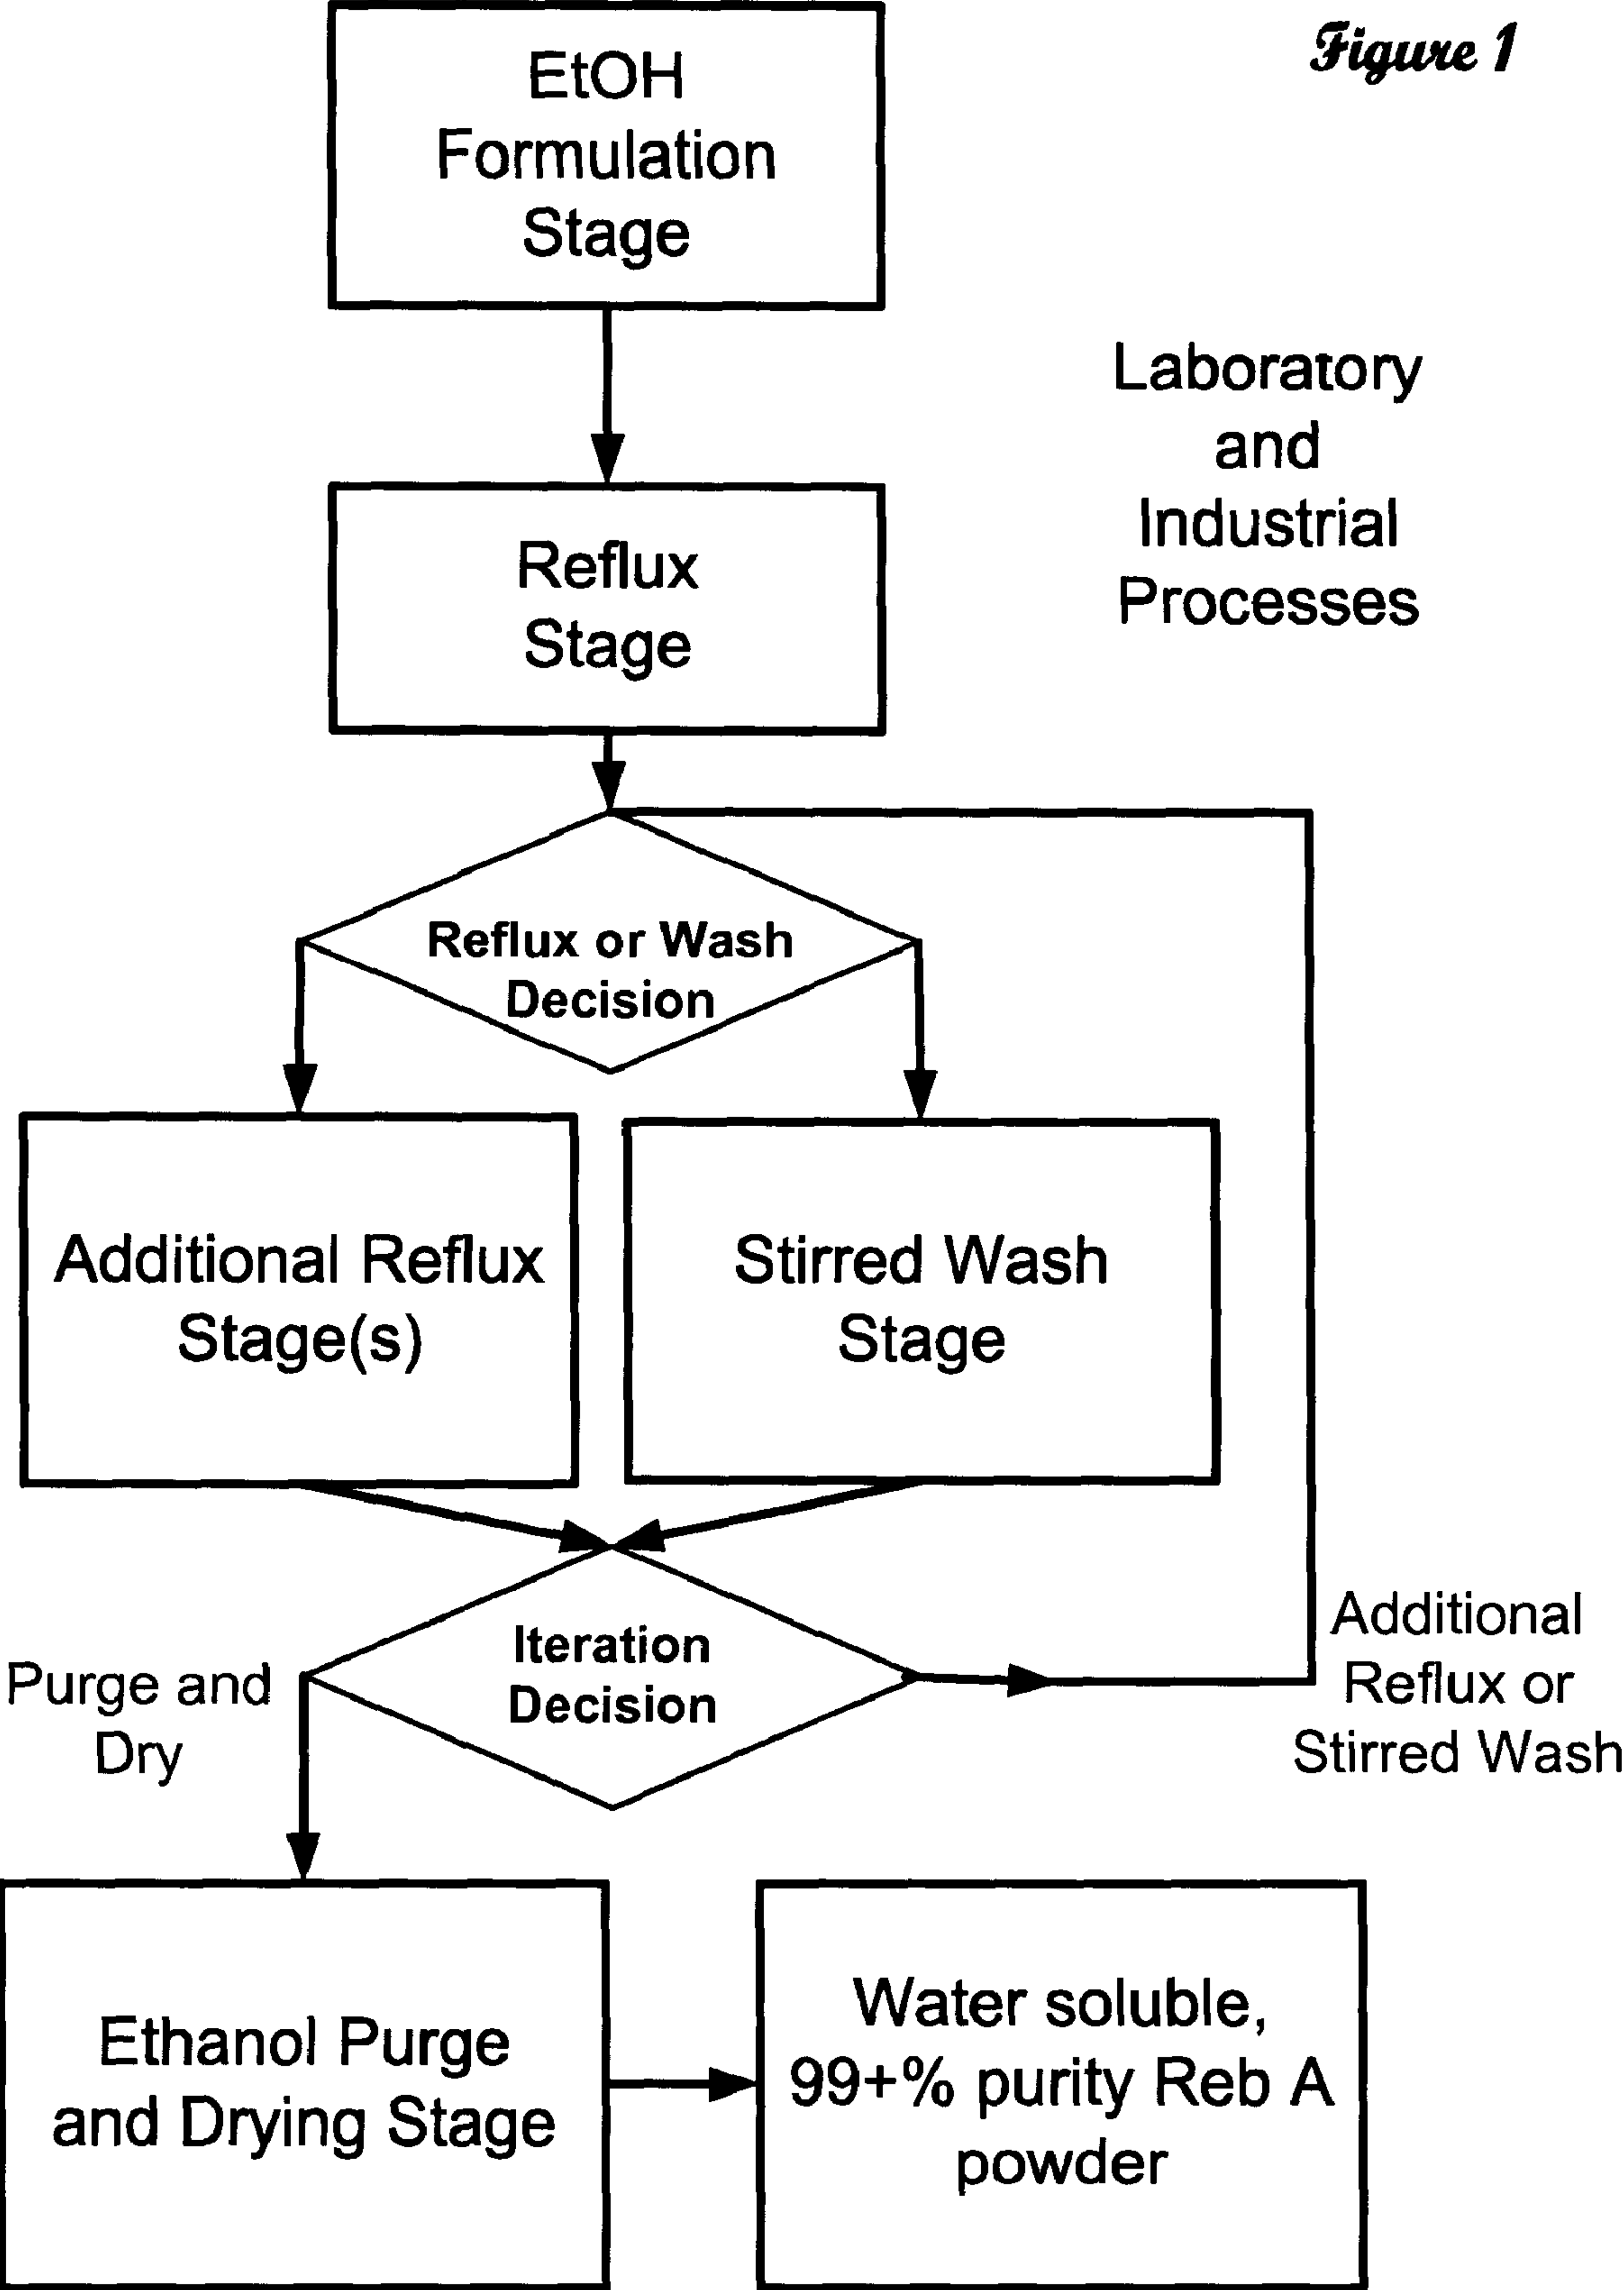 Figure 1
EtOH
Formulation
Stage
Laboratory
and
Industrial
Processes
Reflux
Stage
Reflux or Wash
Decision
Additional Reflux
Stage(s)
Stirred Wash
Stage
Iteration
Decision
Purge and
Dry
Additional
Reflux or
Stirred Wash
Ethanol Purge
and Drying Stage
Water soluble,
99+% purity Reb A
powder